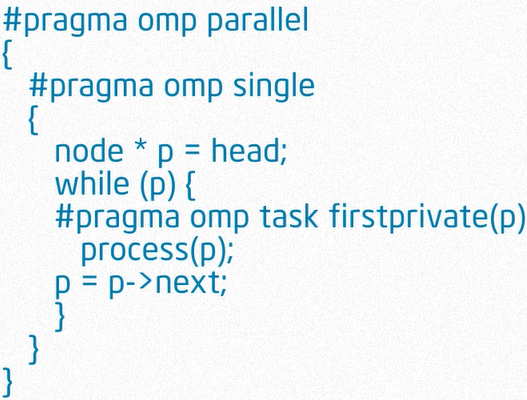 #pragma omp parallel
{
#pragma omp single
{
node * p = head;
while (p) {
#pragma omp task firstprivate(p)
process(p);
p = p->next;
}
}
}